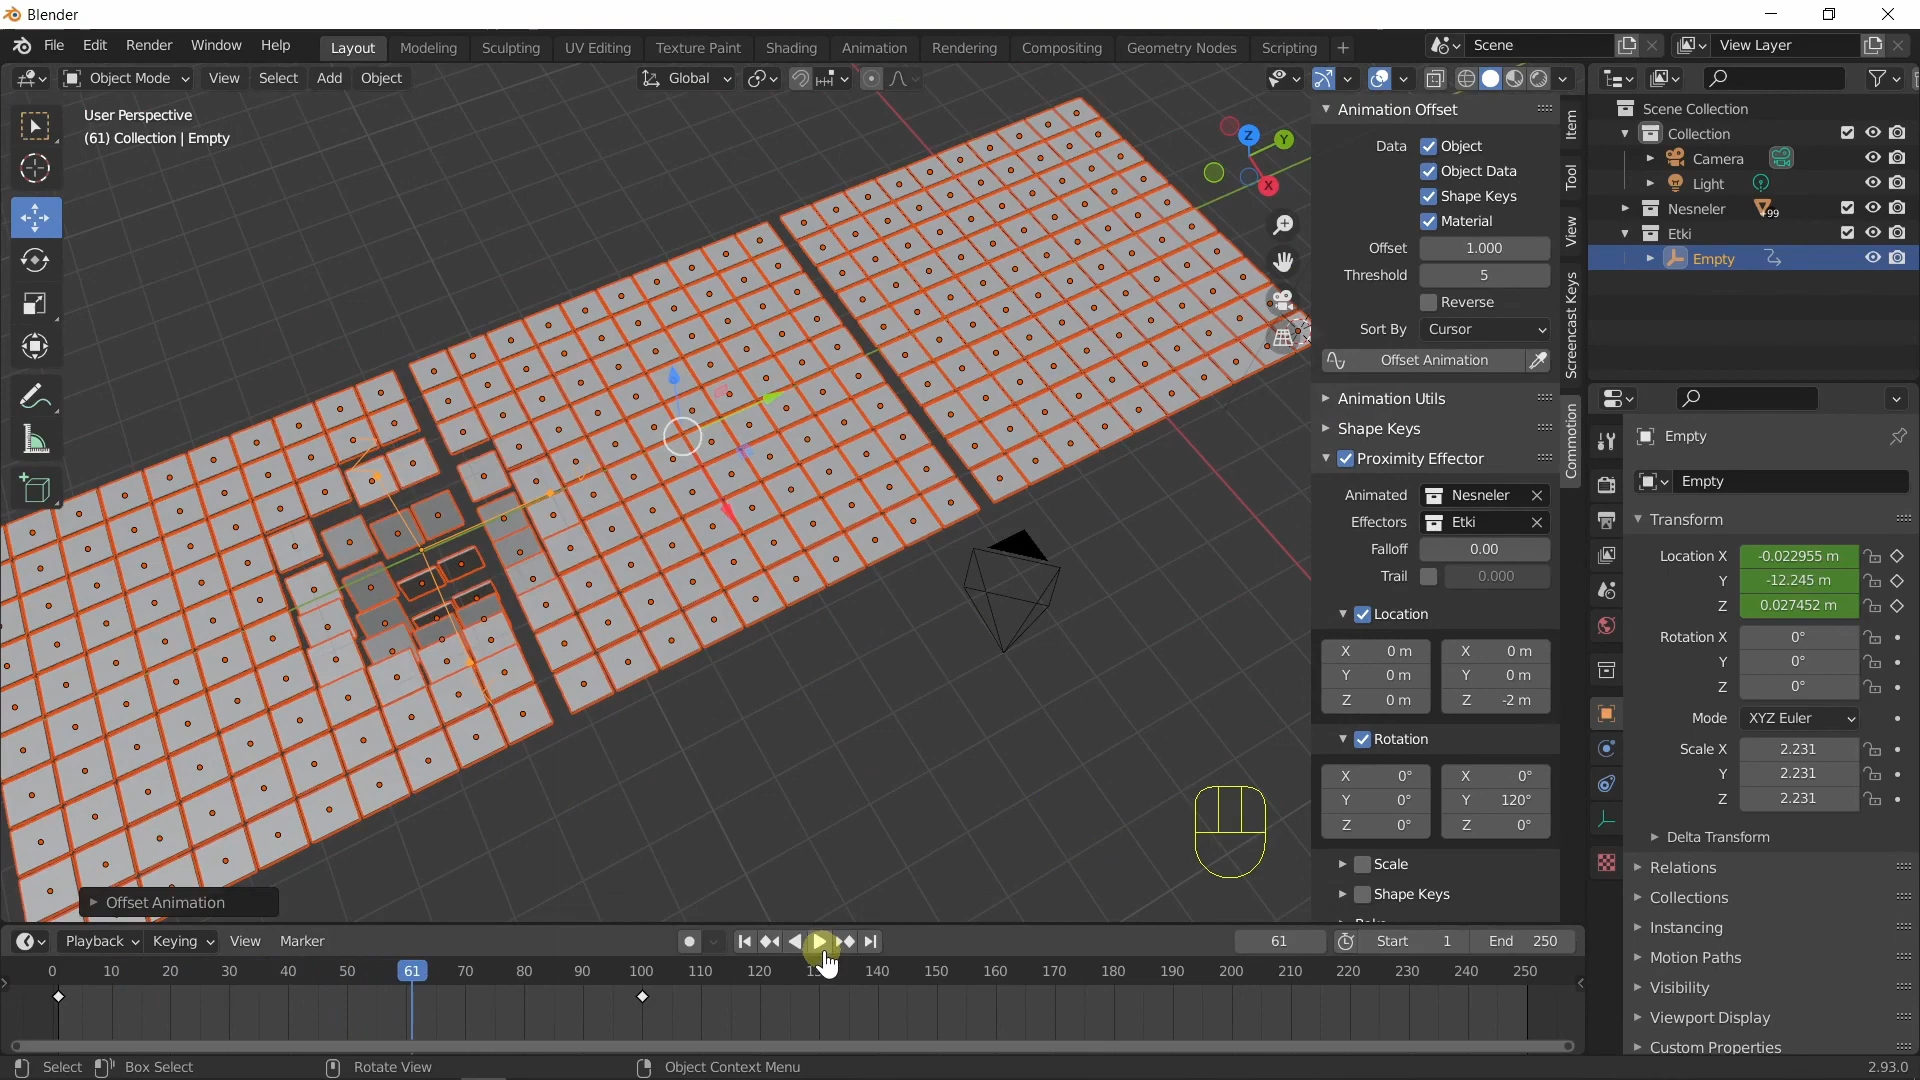 Blender
File Edit Render Window Help
Layout Modeling Sculpting UV Editing Texture Paint Shading Animation Rendering Compositing Geometry Nodes Scripting +
Scene View Layer
Object Mode View Select Add Object Global
User Perspective
(61) Collection | Empty
Z
Y
X
Animation Offset
Data Object
Object Data
Shape Keys
Material
Offset 1.000
Threshold 5
Reverse
Sort By Cursor
Offset Animation
Animation Utils
Shape Keys
Proximity Effector
Animated Nesneler
Effectors Etki
Falloff 0.00
Trail 0.000
Location
X 0 m X 0 m
Y 0 m Y 0 m
Z 0 m Z -2 m
Rotation
X 0° X 0°
Y 0° Y 120°
Z 0° Z 0°
Scale
Shape Keys
Item
Tool
View
Screencast Keys
Commotion
Scene Collection
Collection
Camera
Light
Nesneler +99
Etki
Empty
Empty
Empty
Transform
Location X -0.022955 m
Y -12.245 m
Z 0.027452 m
Rotation X 0°
Y 0°
Z 0°
Mode XYZ Euler
Scale X 2.231
Y 2.231
Z 2.231
Delta Transform
Relations
Collections
Instancing
Motion Paths
Visibility
Viewport Display
Custom Properties
Offset Animation
Playback Keying View Marker 61 Start 1 End 250
0 10 20 30 40 50 61 70 80 90 100 110 120 140 150 160 170 180 190 200 210 220 230 240 250
Select Box Select Rotate View Object Context Menu 2.93.0